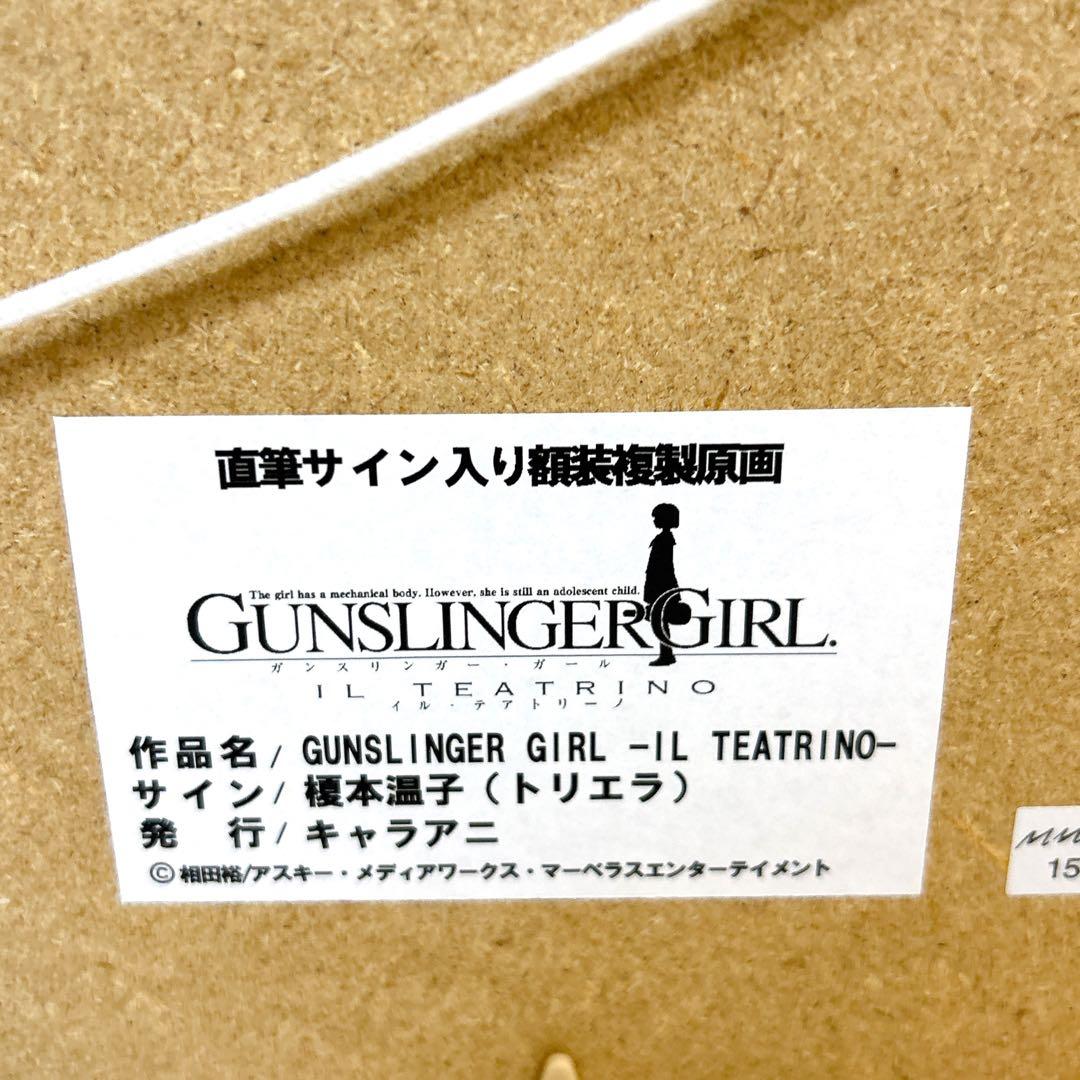 直筆サイン入り額装複製原画
The girl has a mechanical body. However, she is still an adolescent child.
GUNSLINGER GIRL.
ガンスリンガー・ガール
IL TEATRINO
イル・テアトリーノ
作品名/ GUNSLINGER GIRL -IL TEATRINO-
サイン/ 榎本温子(トリエラ)
発 行/ キャラアニ
©相田裕/アスキー・メディアワークス・マーベラスエンターテイメント
15